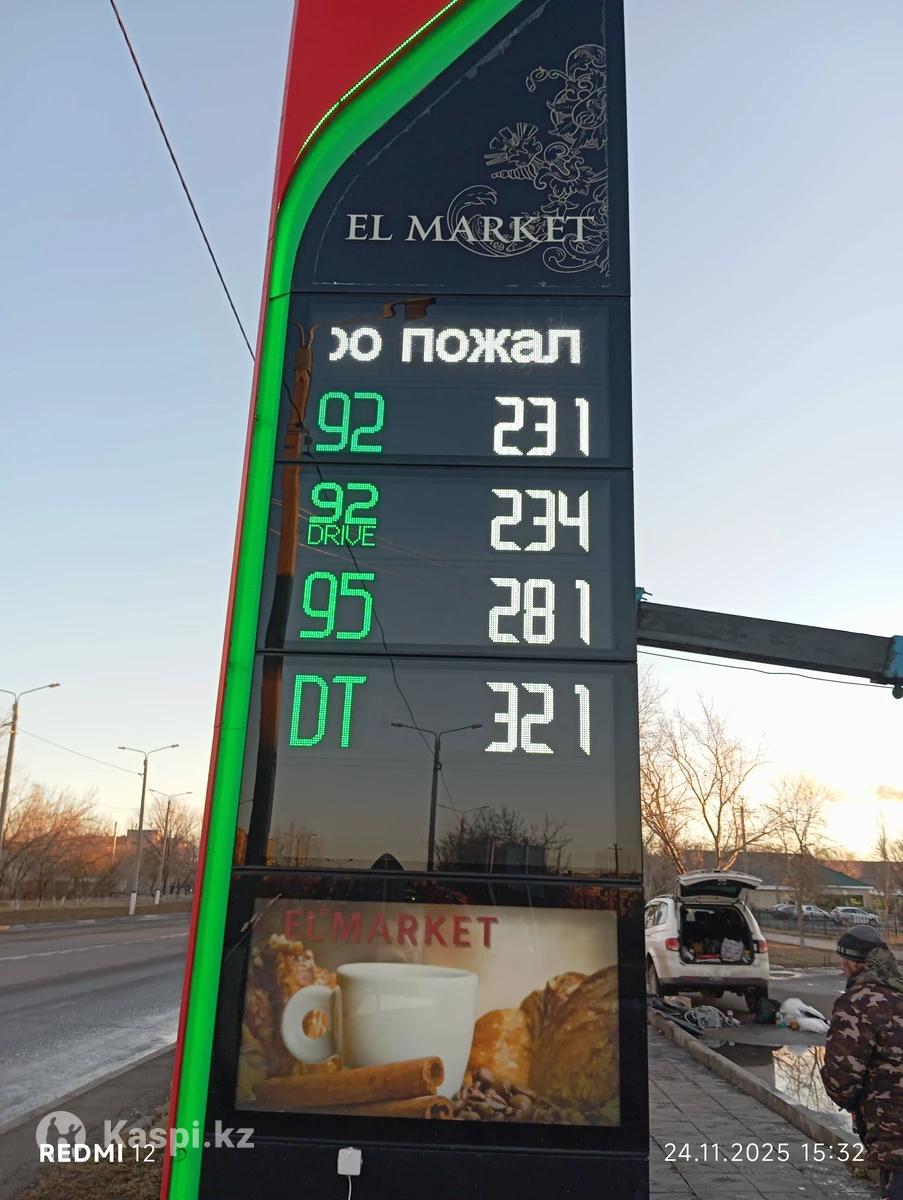 EL MARKET
ро пожал
92 231
92 234
DRIVE
95 281
DT 321
EL MARKET
Kaspi.kz
REDMI 12
24.11.2025 15:32